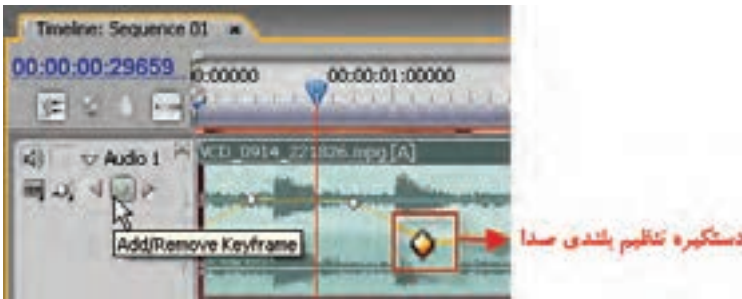 Timeline: Sequence 01
00:00:00:29659
0:00000 00:00:01:00000
Audio 1
VCD_0914_221826.mpg [A]
Add/Remove Keyframe
دستگیره تنظیم بلندی صدا